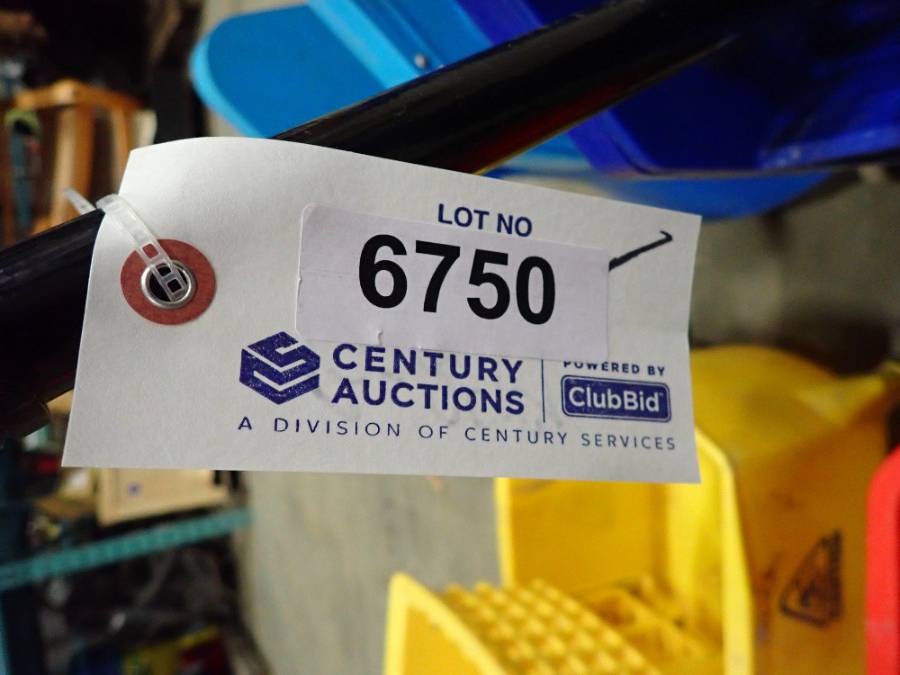 LOT NO
6750
CENTURY
AUCTIONS
POWERED BY
ClubBid
A DIVISION OF CENTURY SERVICES